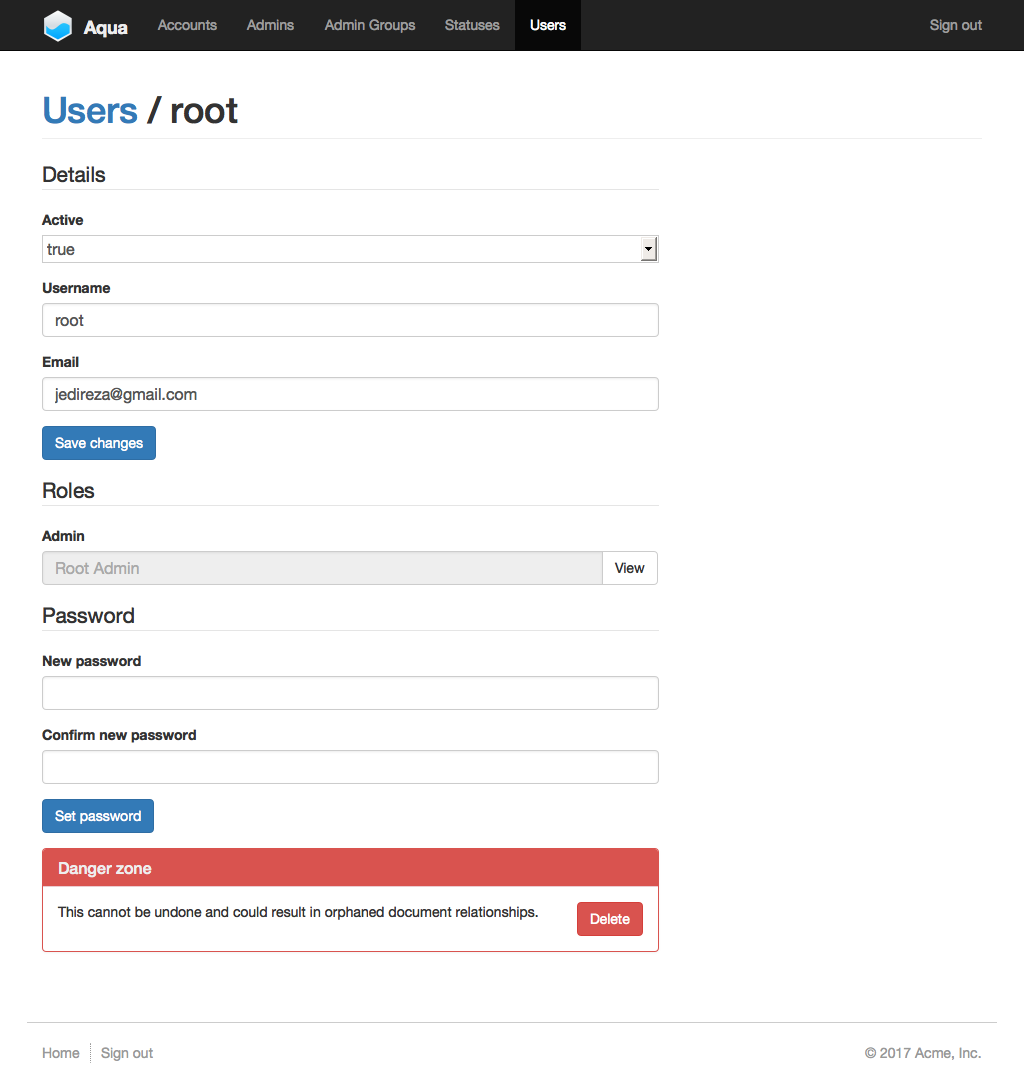 Aqua Accounts Admins Admin Groups Statuses Users Sign out
Users / root
Details
Active
true
Username
root
Email
jedireza@gmail.com
Save changes
Roles
Admin
Root Admin View
Password
New password
Confirm new password
Set password
Danger zone
This cannot be undone and could result in orphaned document relationships. Delete
Home Sign out © 2017 Acme, Inc.